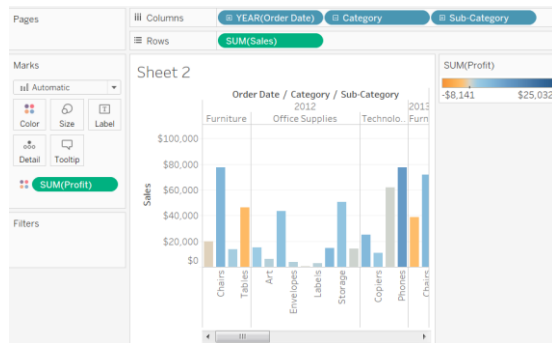 Pages
Columns
YEAR(Order Date)
Category
Sub-Category
Rows
SUM(Sales)
Marks
Automatic
Color
Size
Label
Detail
Tooltip
SUM(Profit)
Filters
Sheet 2
Order Date / Category / Sub-Category
2012
2013
Furniture
Office Supplies
Technolo..
Furn
Sales
$100,000
$80,000
$60,000
$40,000
$20,000
$0
Chairs
Tables
Art
Envelopes
Labels
Storage
Copiers
Phones
Chairs
SUM(Profit)
-$8,141
$25,032